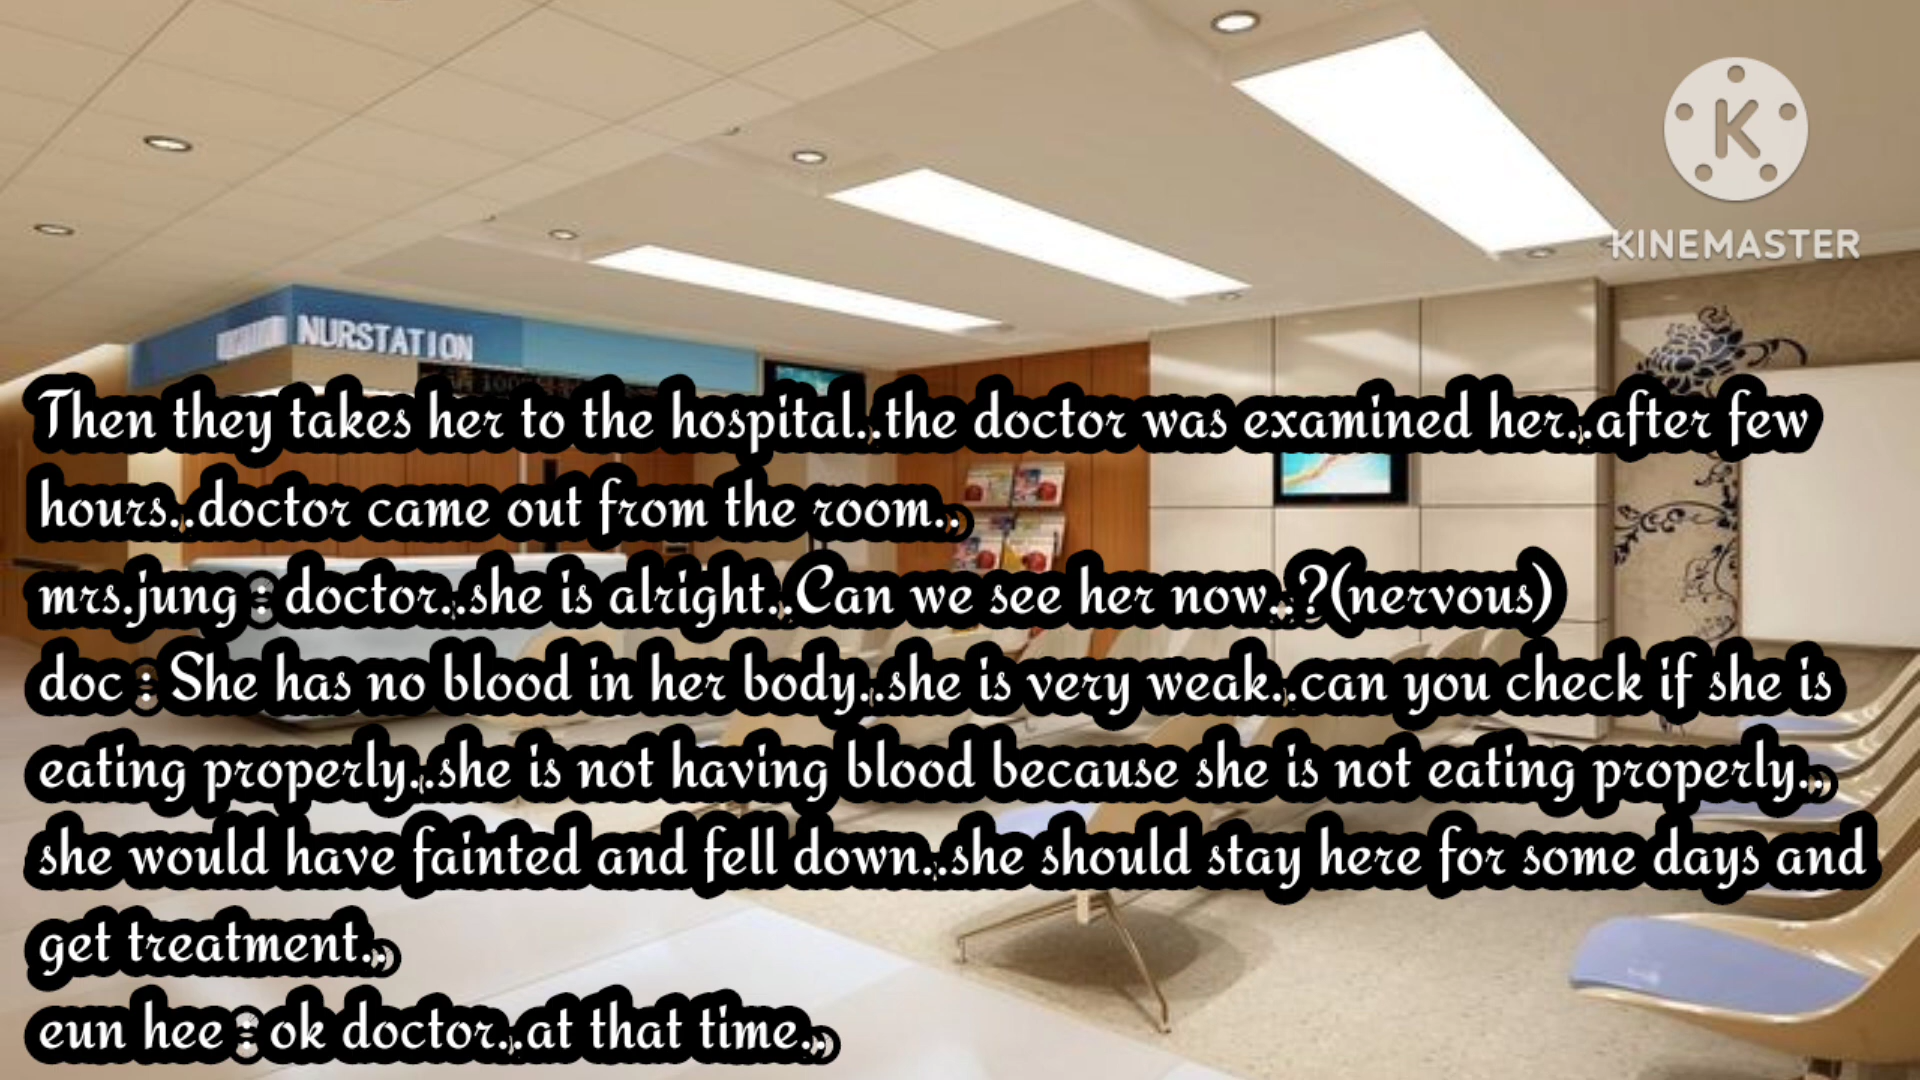 KINEMASTER
NURSTATION
Then they takes her to the hospital..the doctor was examined her..after few
hours..doctor came out from the room..
mrs.jung : doctor..she is alright..Can we see her now..?(nervous)
doc : She has no blood in her body..she is very weak..can you check if she is
eating properly..she is not having blood because she is not eating properly..
she would have fainted and fell down..she should stay here for some days and
get treatment..
eun hee : ok doctor..at that time..